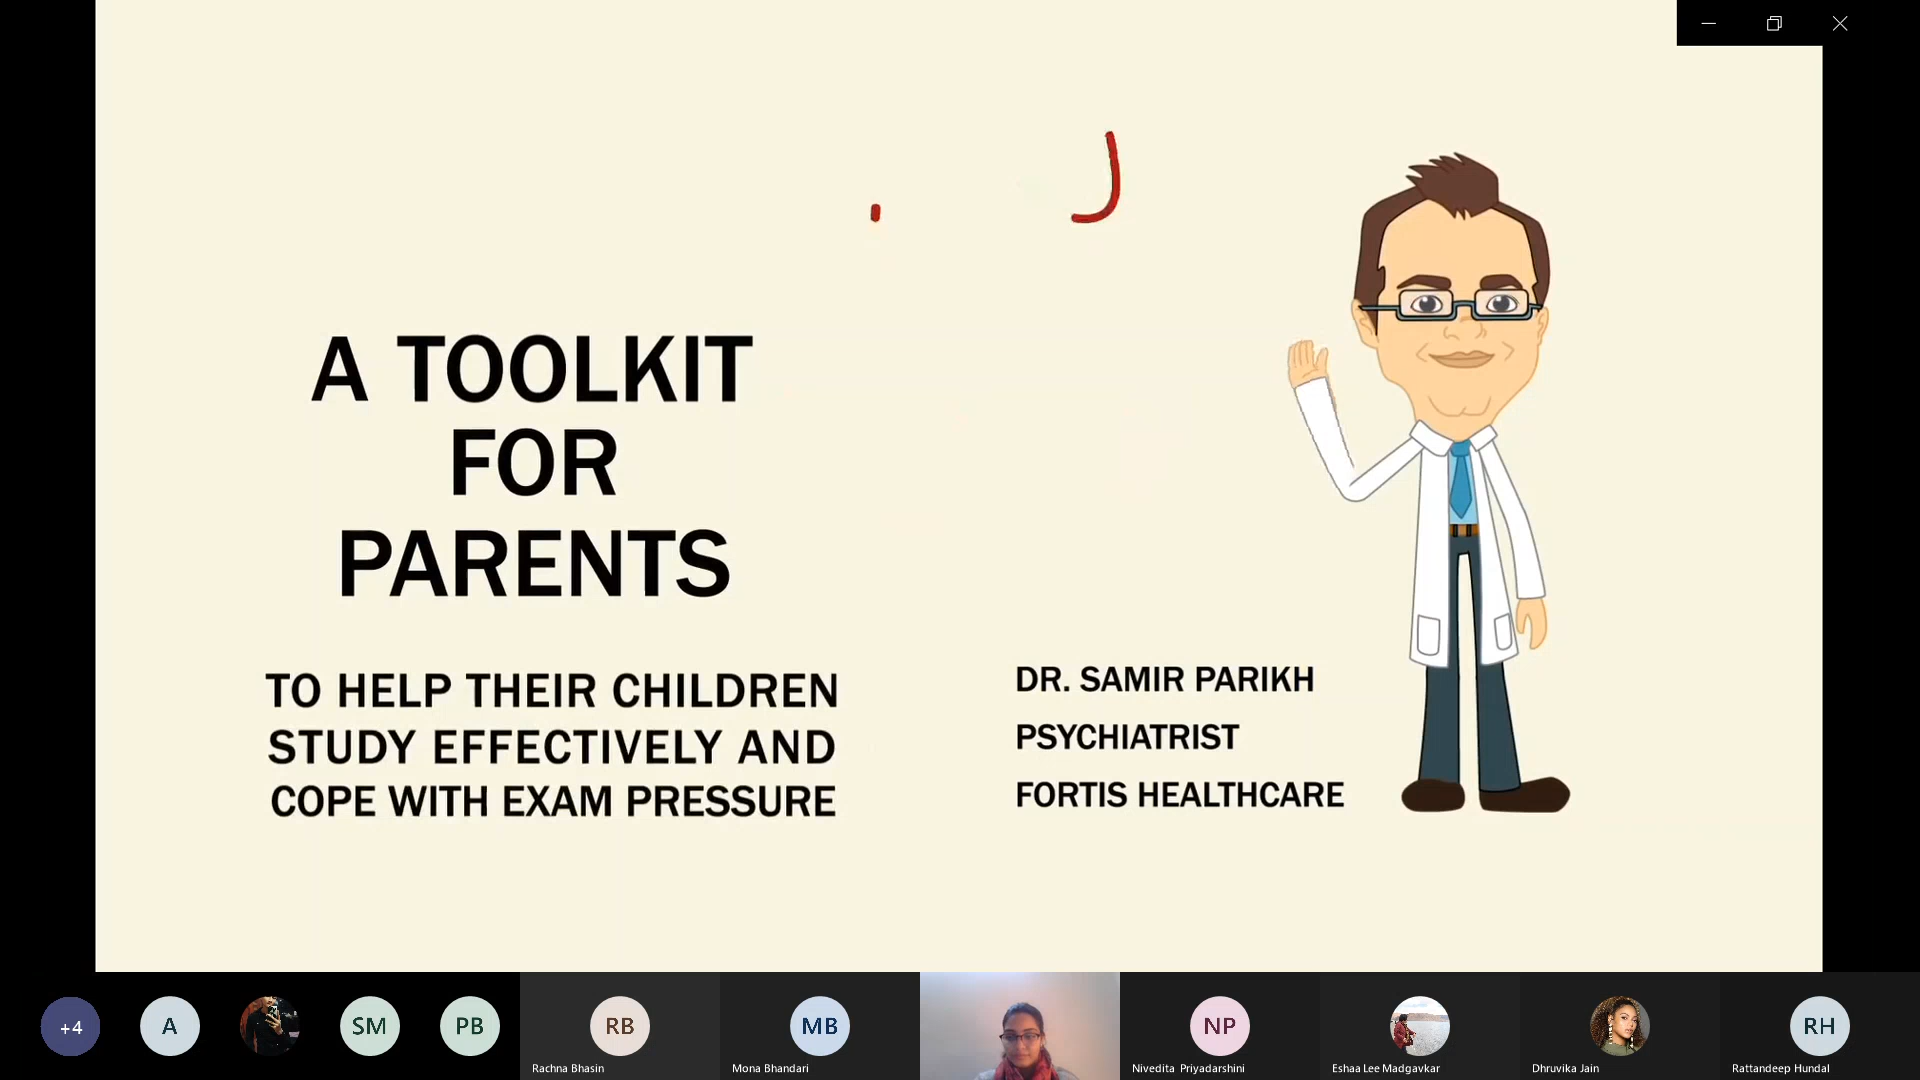 A TOOLKIT
FOR
PARENTS
TO HELP THEIR CHILDREN
STUDY EFFECTIVELY AND
COPE WITH EXAM PRESSURE
DR. SAMIR PARIKH
PSYCHIATRIST
FORTIS HEALTHCARE
+4
A
SM
PB
RB
MB
NP
RH
Rachna Bhasin
Mona Bhandari
Nivedita Priyadarshini
Eshaa Lee Madgavkar
Dhruvika Jain
Rattandeep Hundal